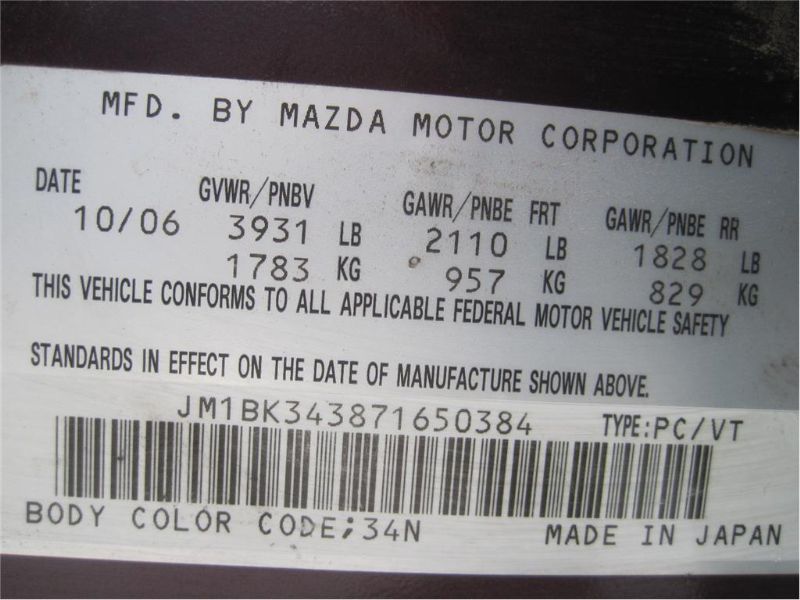 MFD. BY MAZDA MOTOR CORPORATION
DATE GVWR/PNBV GAWR/PNBE FRT GAWR/PNBE RR
10/06 3931 LB 2110 LB 1828 LB
1783 KG 957 KG 829 KG
THIS VEHICLE CONFORMS TO ALL APPLICABLE FEDERAL MOTOR VEHICLE SAFETY
STANDARDS IN EFFECT ON THE DATE OF MANUFACTURE SHOWN ABOVE.
JM1BK343871650384 TYPE:PC/VT
BODY COLOR CODE;34N MADE IN JAPAN